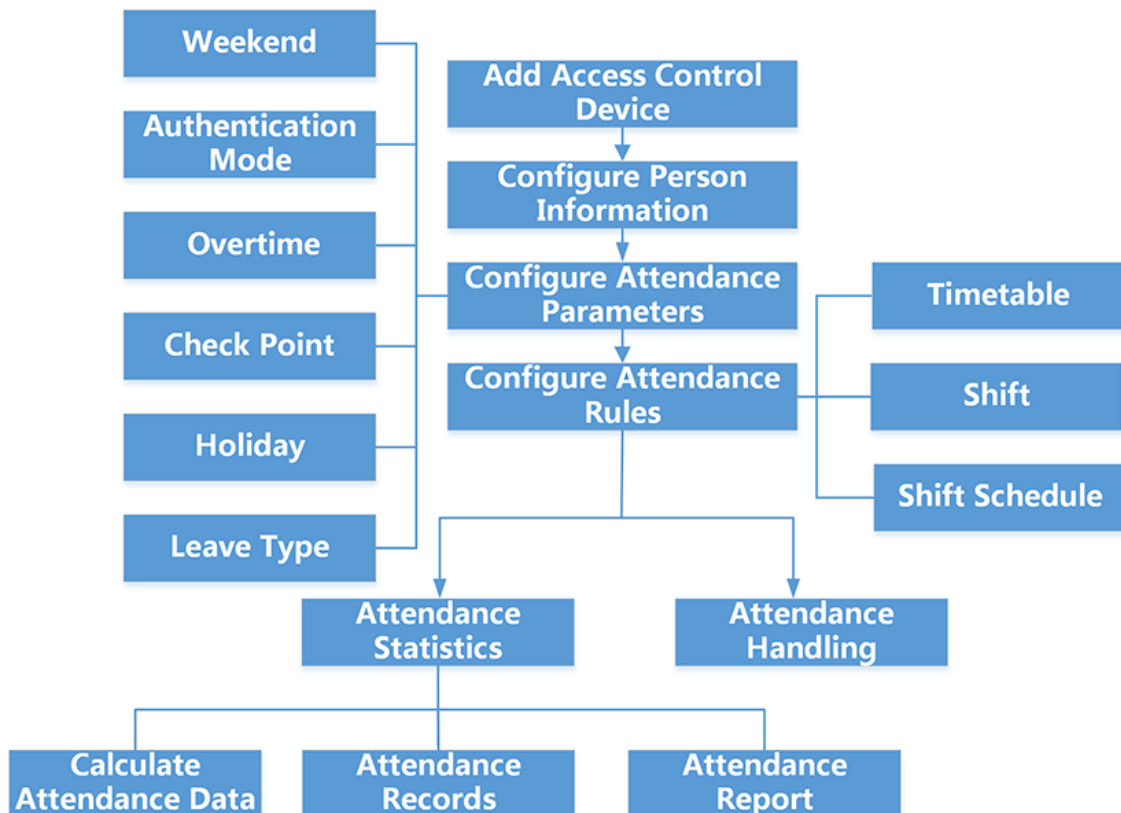 Weekend
Authentication
Mode
Overtime
Check Point
Holiday
Leave Type
Add Access Control
Device
Configure Person
Information
Configure Attendance
Parameters
Configure Attendance
Rules
Timetable
Shift
Shift Schedule
Attendance
Statistics
Attendance
Handling
Calculate
Attendance Data
Attendance
Records
Attendance
Report